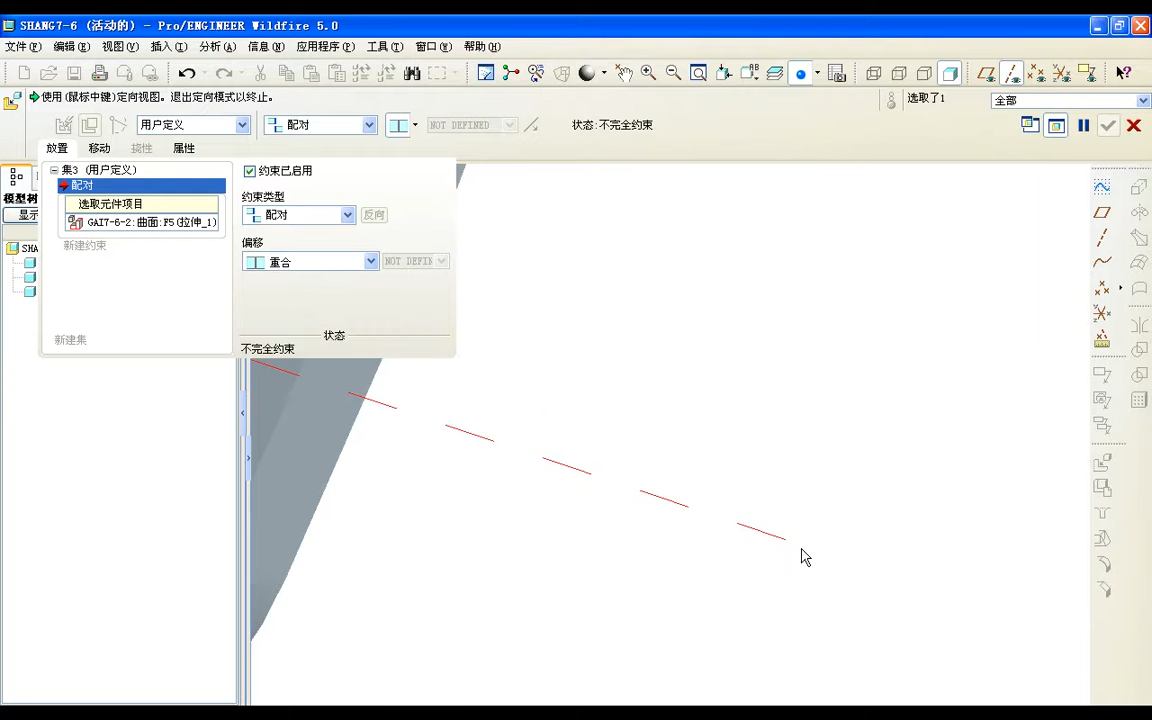 SHANG7-6 (活动的) - Pro/ENGINEER Wildfire 5.0
文件(F) 编辑(E) 视图(V) 插入(I) 分析(A) 信息(N) 应用程序(P) 工具(T) 窗口(W) 帮助(H)
使用(鼠标中键)定向视图。退出定向模式以终止。
选取了1
全部
用户定义
配对
NOT DEFINED
状态:不完全约束
放置 移动 挠性 属性
集3 (用户定义)
配对
选取元件项目
GAI7-6-2:曲面:F5(拉伸_1)
新建约束
新建集
约束已启用
约束类型
配对
反向
偏移
重合
NOT DEFIN
状态
不完全约束
模型树
显示
SHA